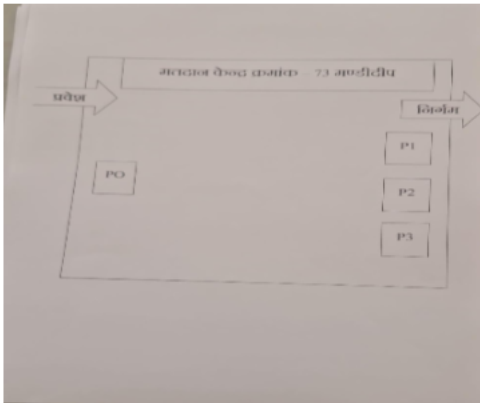 मतदान केन्द्र क्रमांक – 73 मण्डीदीप
प्रवेश
निर्गम
P1
PO
P2
P3